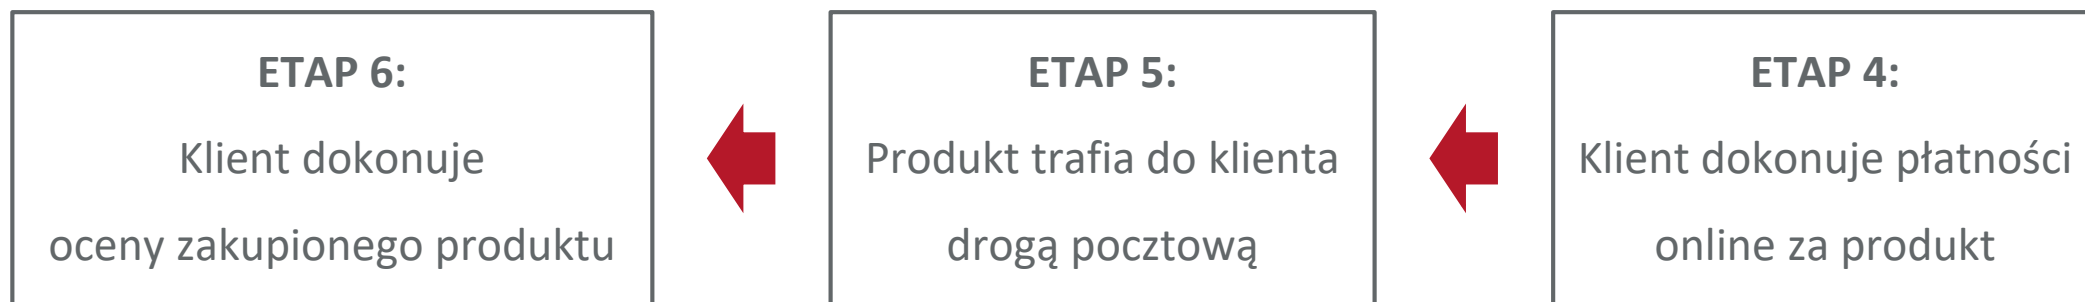 ETAP 6:
Klient dokonuje
oceny zakupionego produktu
ETAP 5:
Produkt trafia do klienta
drogą pocztową
ETAP 4:
Klient dokonuje płatności
online za produkt